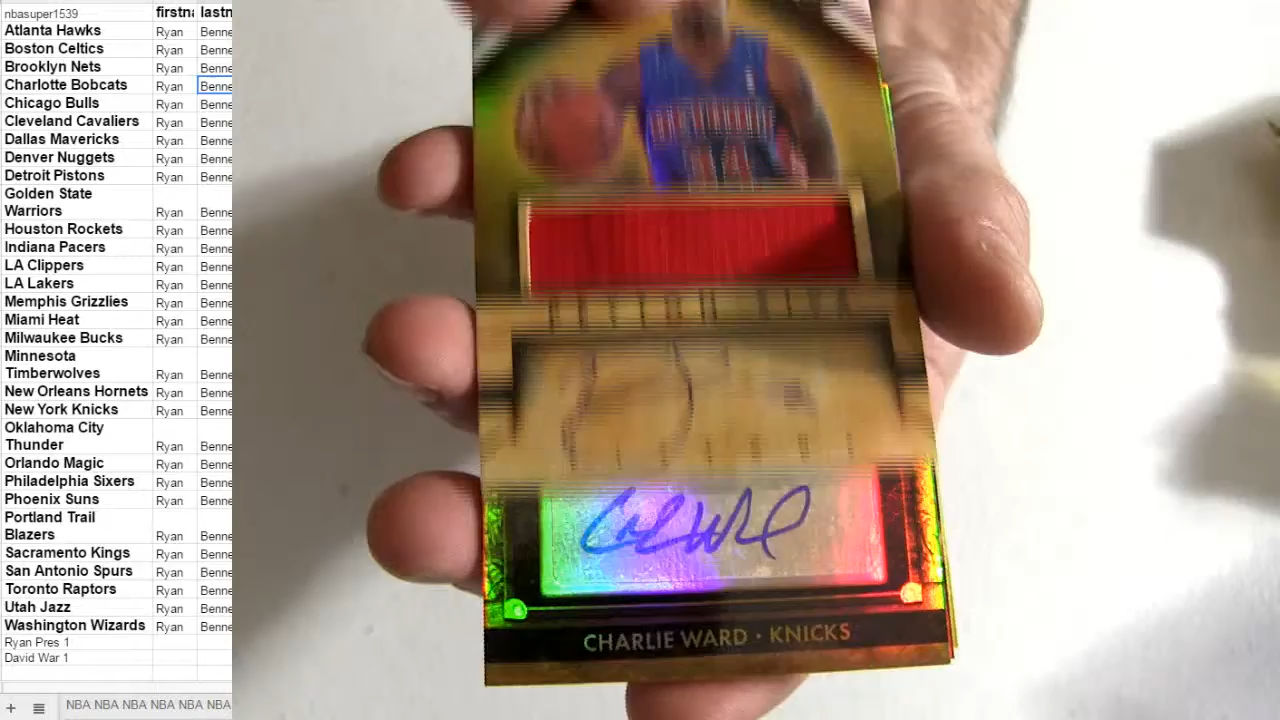 nbasuper1539 firstna lastn
Atlanta Hawks Ryan Benne
Boston Celtics Ryan Benne
Brooklyn Nets Ryan Benne
Charlotte Bobcats Ryan Benne
Chicago Bulls Ryan Benne
Cleveland Cavaliers Ryan Benne
Dallas Mavericks Ryan Benne
Denver Nuggets Ryan Benne
Detroit Pistons Ryan Benne
Golden State
Warriors Ryan Benne
Houston Rockets Ryan Benne
Indiana Pacers Ryan Benne
LA Clippers Ryan Benne
LA Lakers Ryan Benne
Memphis Grizzlies Ryan Benne
Miami Heat Ryan Benne
Milwaukee Bucks Ryan Benne
Minnesota
Timberwolves Ryan Benne
New Orleans Hornets Ryan Benne
New York Knicks Ryan Benne
Oklahoma City
Thunder Ryan Benne
Orlando Magic Ryan Benne
Philadelphia Sixers Ryan Benne
Phoenix Suns Ryan Benne
Portland Trail
Blazers Ryan Benne
Sacramento Kings Ryan Benne
San Antonio Spurs Ryan Benne
Toronto Raptors Ryan Benne
Utah Jazz Ryan Benne
Washington Wizards Ryan Benne
Ryan Pres 1
David War 1
NBA NBA NBA NBA NBA NBA
CHARLIE WARD · KNICKS